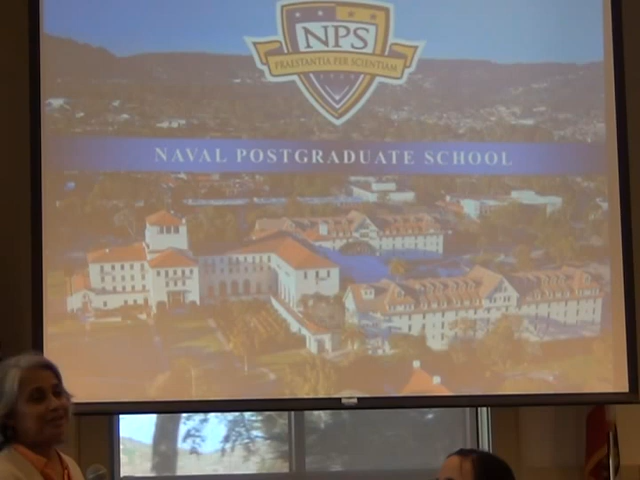 NPS
PRAESTANTIA PER SCIENTIAM
NAVAL POSTGRADUATE SCHOOL